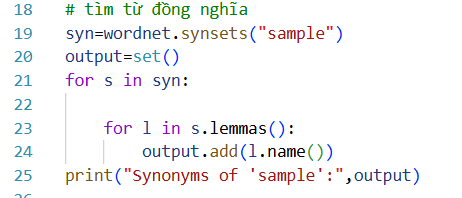 18 # tìm từ đồng nghĩa
19 syn=wordnet.synsets("sample")
20 output=set()
21 for s in syn:
22
23 for l in s.lemmas():
24 output.add(l.name())
25 print("Synonyms of 'sample':",output)